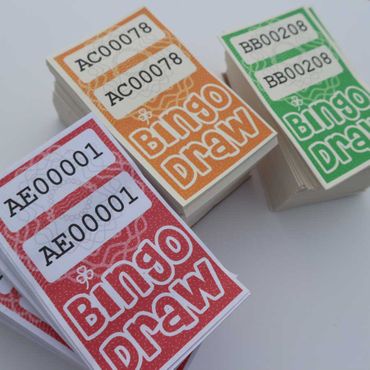 AC00078
AC00078
BINGO
DRAW
BB00208
BB00208
BINGO
DRAW
AE00001
AE00001
BINGO
DRAW